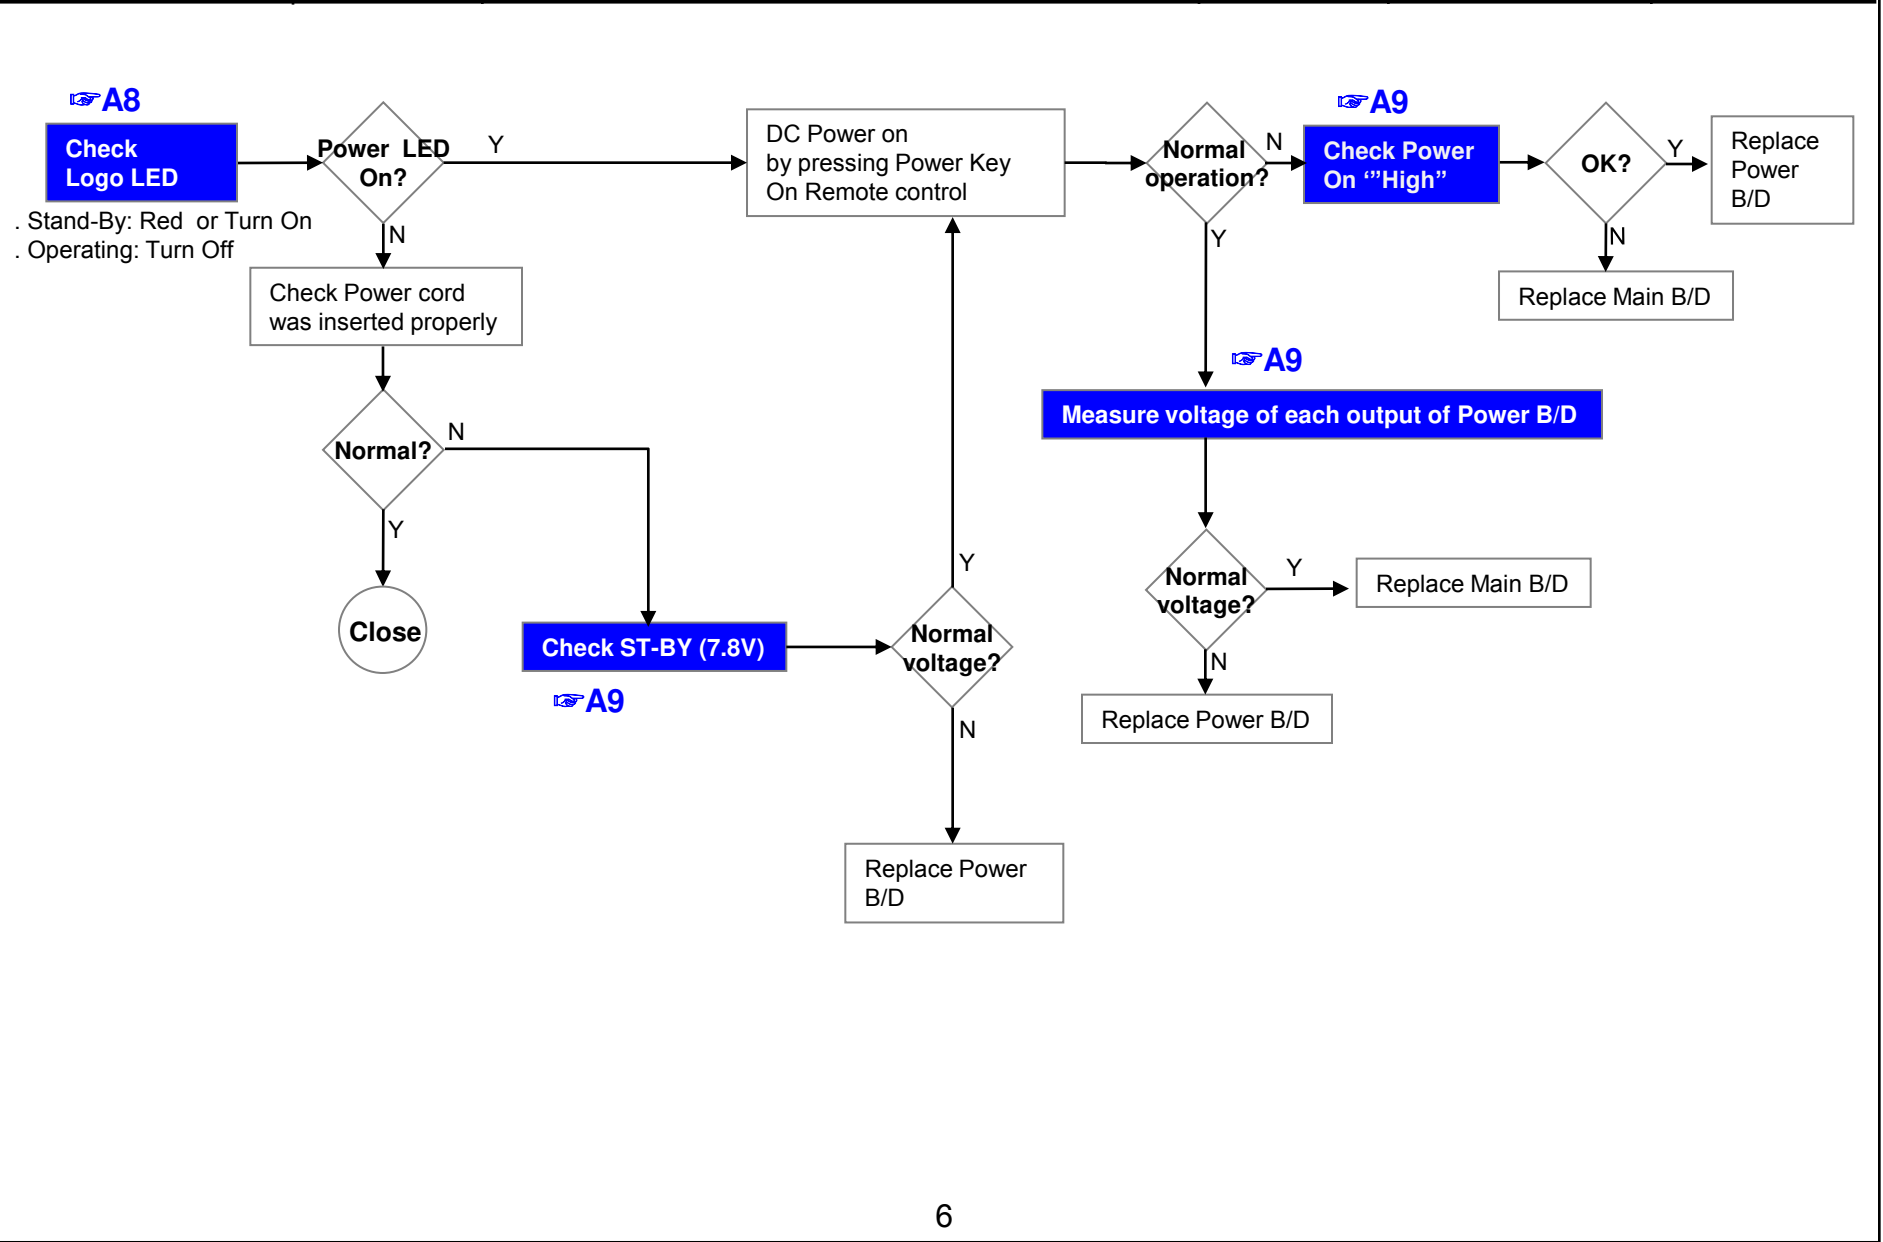 ☞A8
Check
Logo LED
. Stand-By: Red or Turn On
. Operating: Turn Off
Power LED
On?
Y
N
Check Power cord
was inserted properly
Normal?
N
Y
Close
Check ST-BY (7.8V)
☞A9
Normal
voltage?
Y
N
Replace Power
B/D
DC Power on
by pressing Power Key
On Remote control
Normal
operation?
N
Y
☞A9
Check Power
On ‘”High”
OK?
Y
N
Replace
Power
B/D
Replace Main B/D
☞A9
Measure voltage of each output of Power B/D
Normal
voltage?
Y
N
Replace Main B/D
Replace Power B/D
6